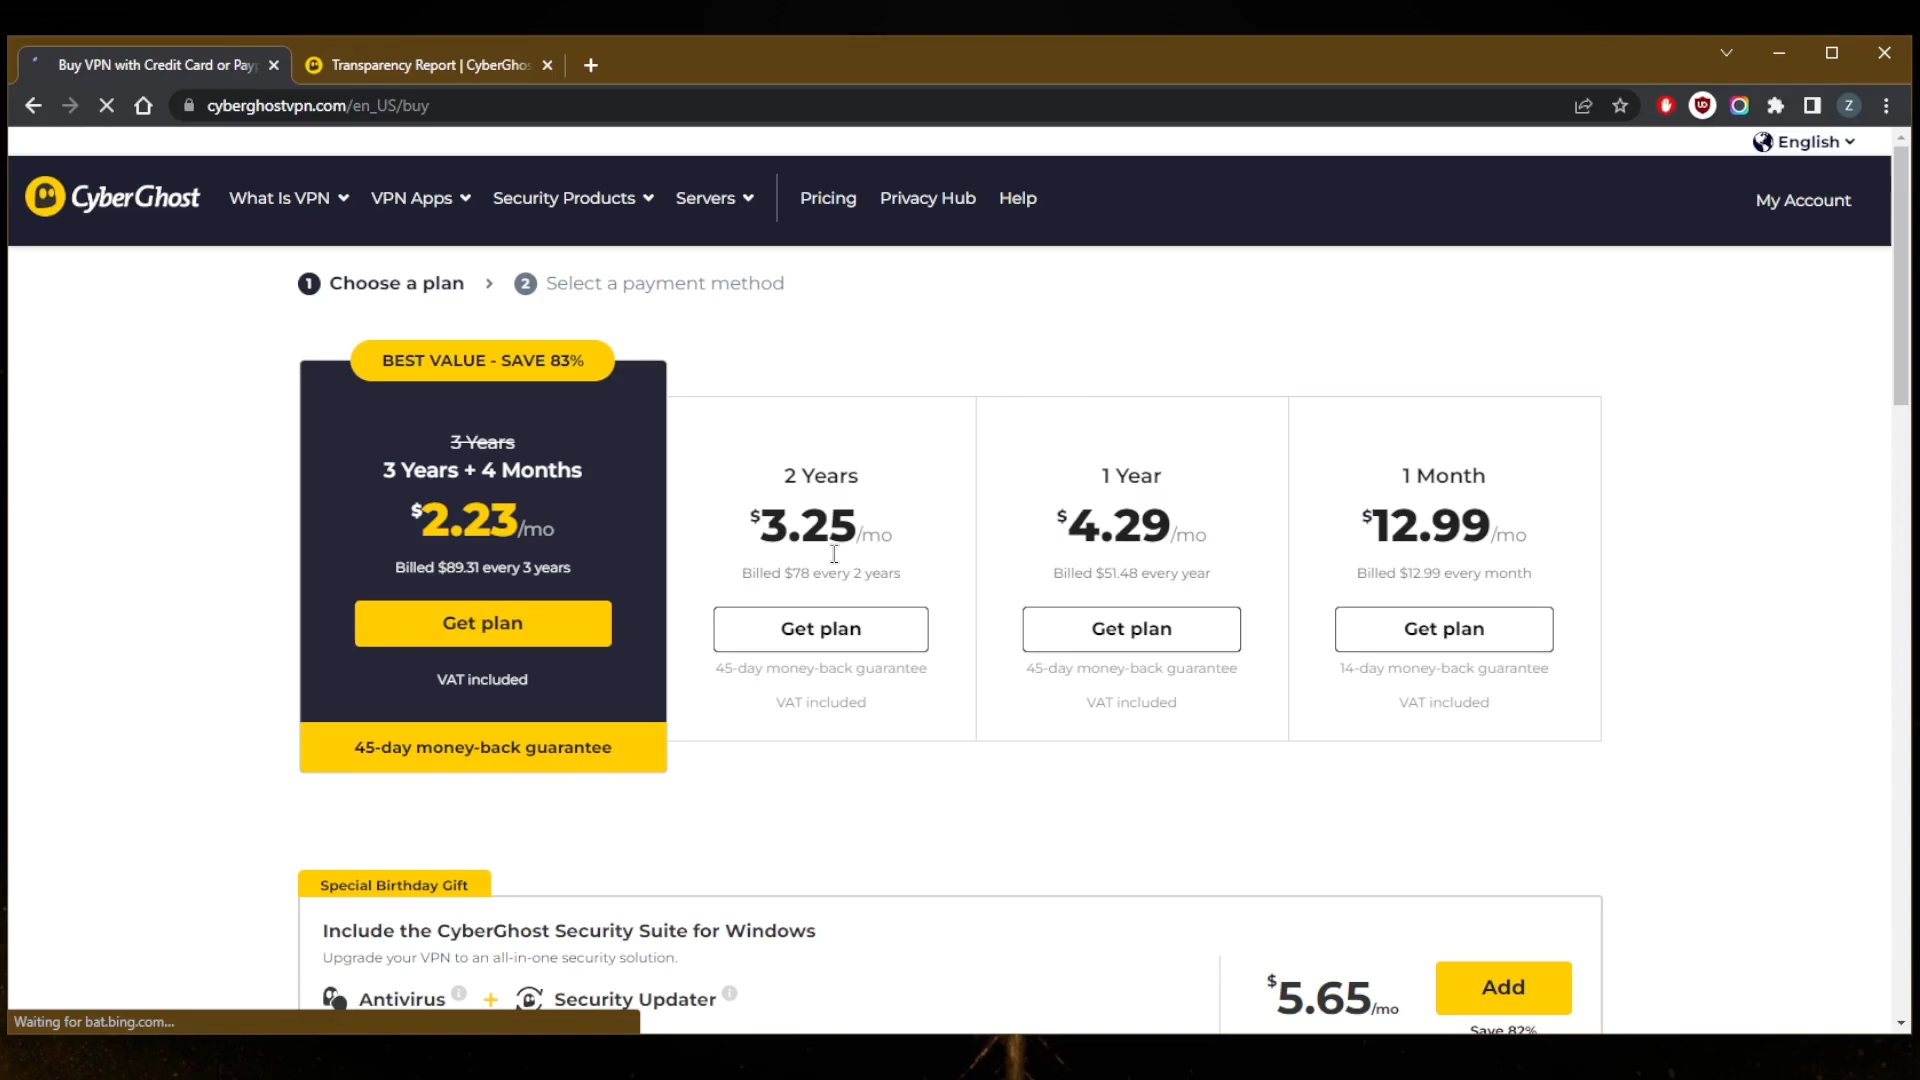 Buy VPN with Credit Card or Payp
Transparency Report | CyberGhos
cyberghostvpn.com/en_US/buy
Z
English
CyberGhost
What Is VPN
VPN Apps
Security Products
Servers
Pricing
Privacy Hub
Help
My Account
1 Choose a plan > 2 Select a payment method
BEST VALUE - SAVE 83%
3 Years
3 Years + 4 Months
$2.23/mo
Billed $89.31 every 3 years
Get plan
VAT included
45-day money-back guarantee
2 Years
$3.25/mo
Billed $78 every 2 years
Get plan
45-day money-back guarantee
VAT included
1 Year
$4.29/mo
Billed $51.48 every year
Get plan
45-day money-back guarantee
VAT included
1 Month
$12.99/mo
Billed $12.99 every month
Get plan
14-day money-back guarantee
VAT included
Special Birthday Gift
Include the CyberGhost Security Suite for Windows
Upgrade your VPN to an all-in-one security solution.
Antivirus + Security Updater
$5.65/mo
Add
Save 82%
Waiting for bat.bing.com...